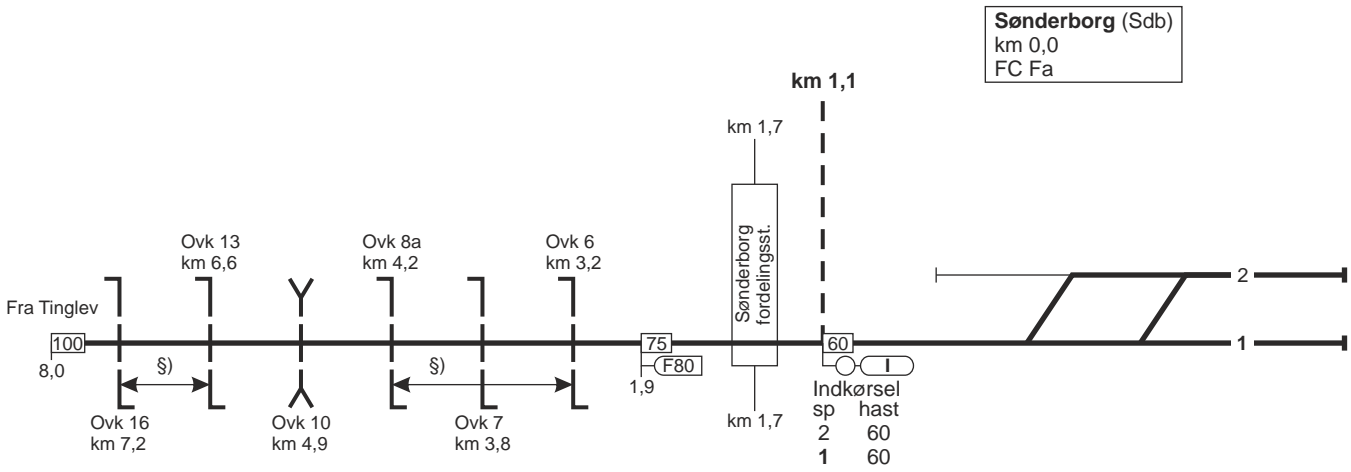 Sønderborg (Sdb)
km 0,0
FC Fa
km 1,1
km 1,7
Sønderborg
fordelingsst.
Ovk 13
km 6,6
Ovk 8a
km 4,2
Ovk 6
km 3,2
Fra Tinglev
100
8,0
§)
§)
75
F80
1,9
60
I
2
1
Ovk 16
km 7,2
Ovk 10
km 4,9
Ovk 7
km 3,8
km 1,7
Indkørsel
sp hast
2 60
1 60